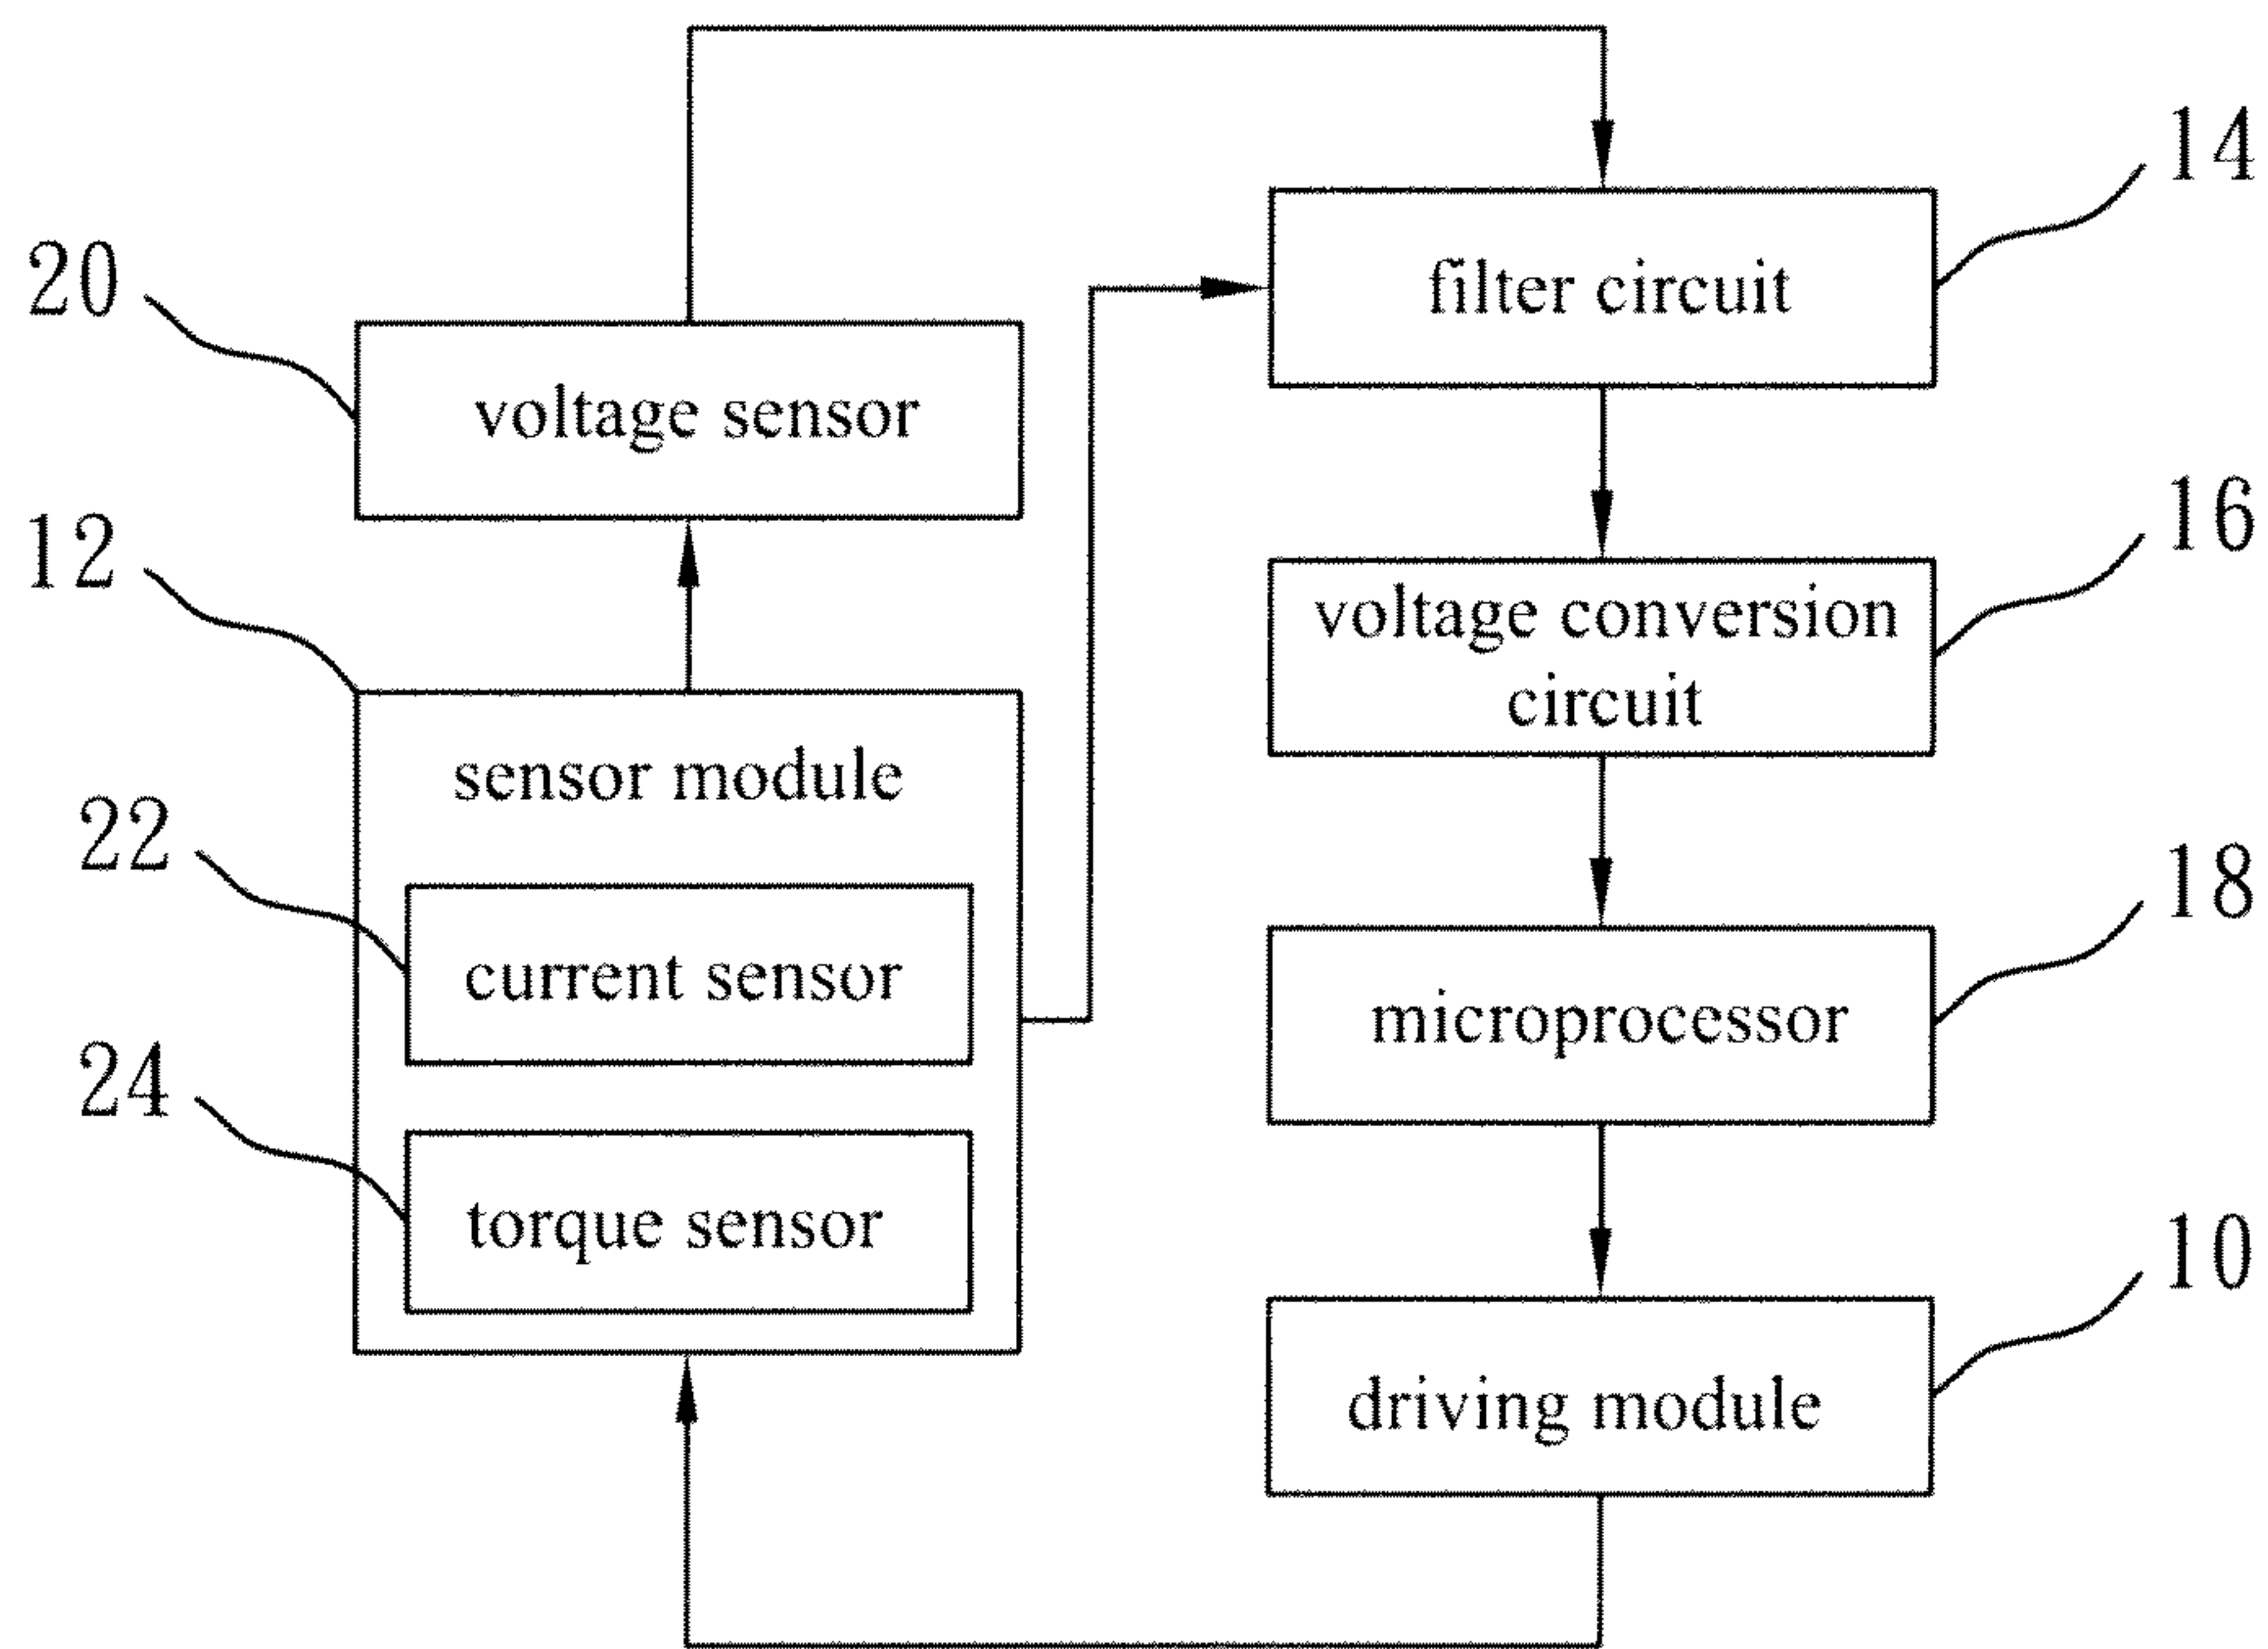 14
filter circuit
20
voltage sensor
16
voltage conversion
circuit
12
sensor module
22
current sensor
18
microprocessor
24
torque sensor
10
driving module